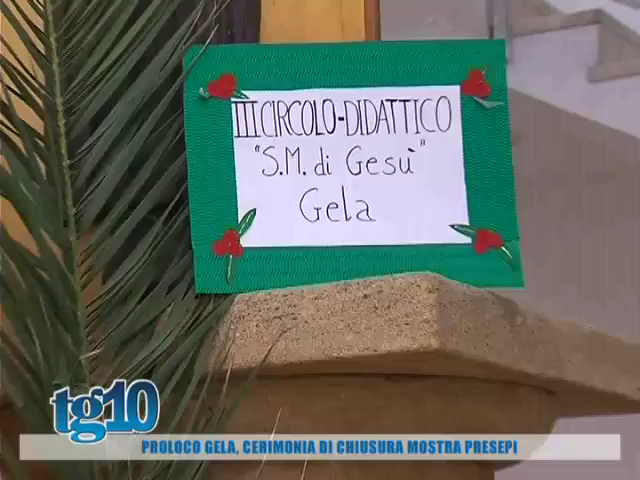 III CIRCOLO-DIDATTICO
"S.M. di Gesù"
Gela
tg10
PROLOCO GELA, CERIMONIA DI CHIUSURA MOSTRA PRESEPI